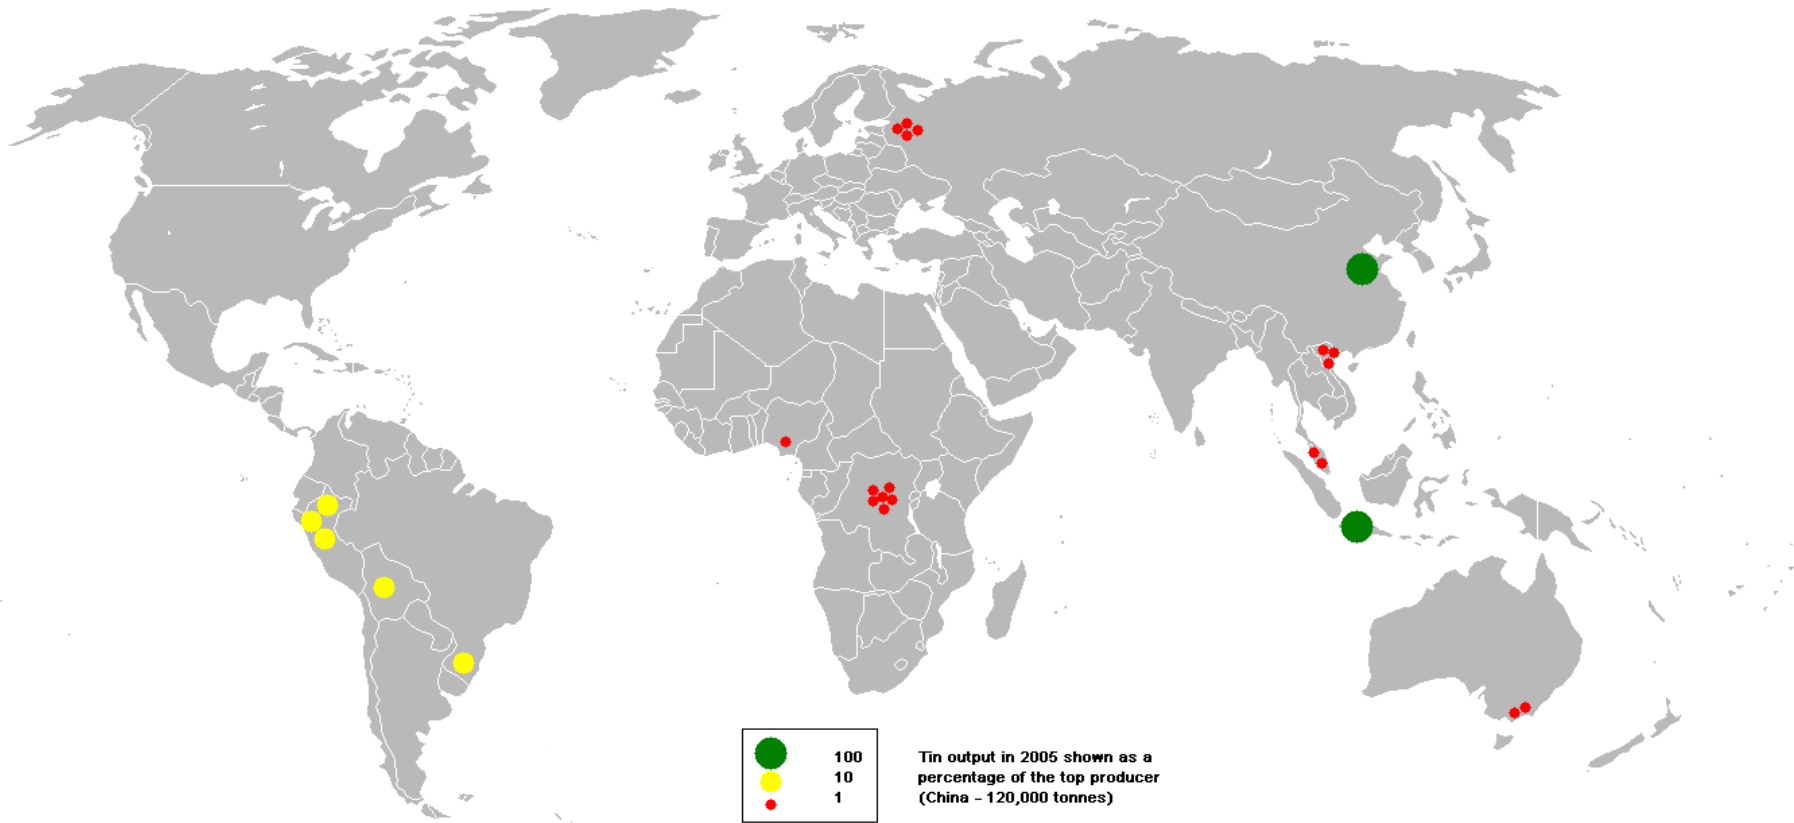 100
10
1
Tin output in 2005 shown as a
percentage of the top producer
(China - 120,000 tonnes)